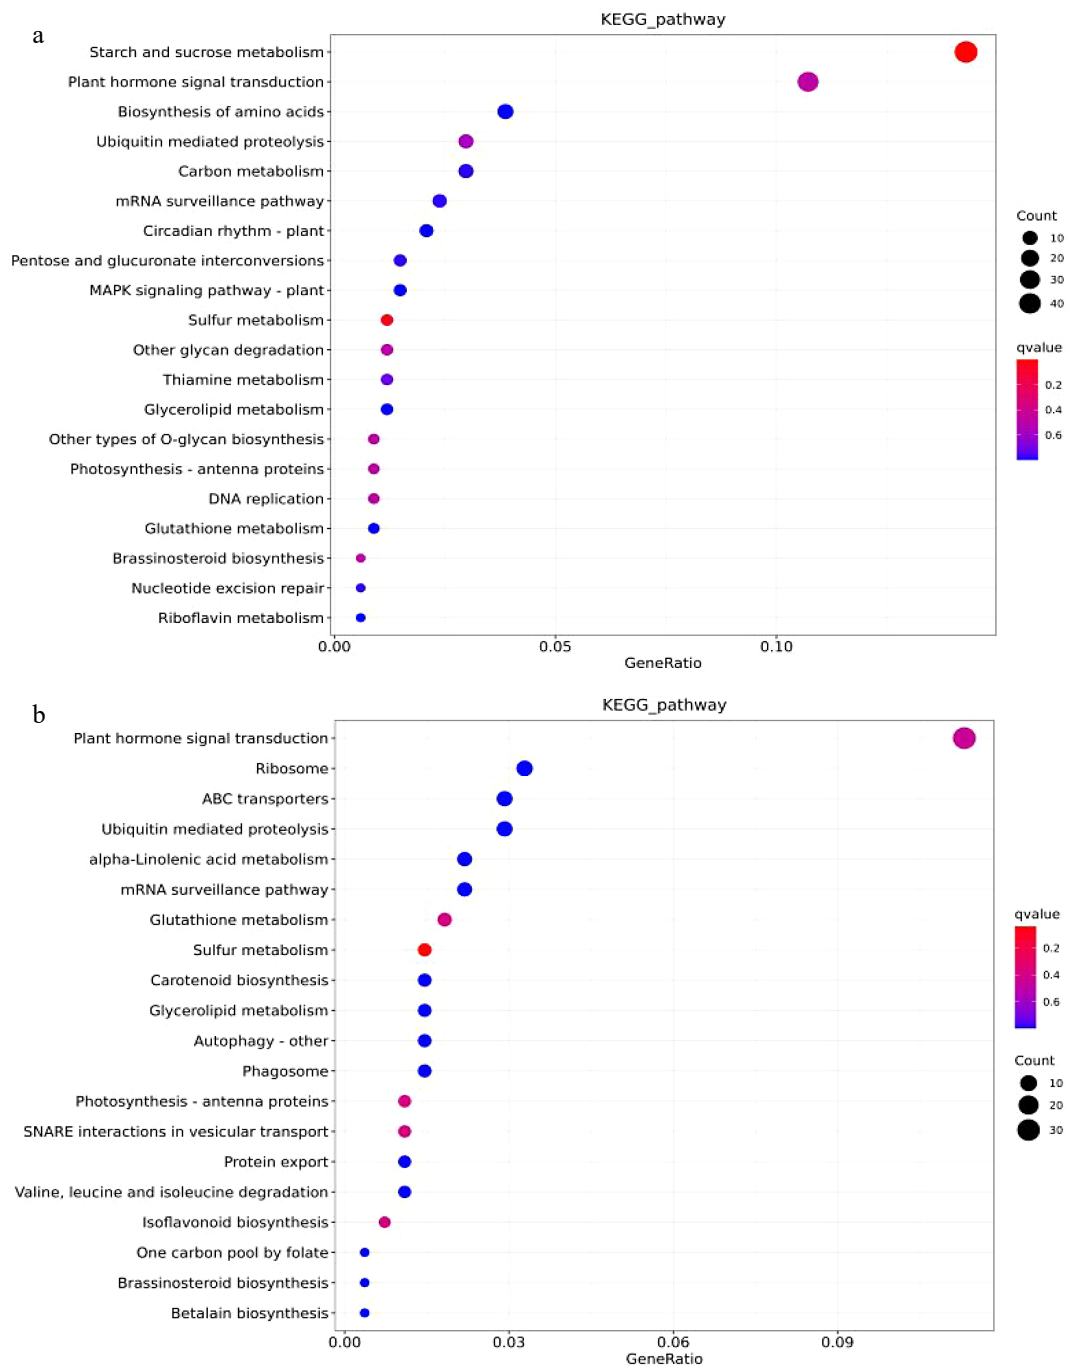 a
KEGG_pathway
Starch and sucrose metabolism
Plant hormone signal transduction
Biosynthesis of amino acids
Ubiquitin mediated proteolysis
Carbon metabolism
mRNA surveillance pathway
Circadian rhythm - plant
Pentose and glucuronate interconversions
MAPK signaling pathway - plant
Sulfur metabolism
Other glycan degradation
Thiamine metabolism
Glycerolipid metabolism
Other types of O-glycan biosynthesis
Photosynthesis - antenna proteins
DNA replication
Glutathione metabolism
Brassinosteroid biosynthesis
Nucleotide excision repair
Riboflavin metabolism
0.00 0.05 0.10
GeneRatio
Count
10
20
30
40
qvalue
0.2
0.4
0.6
b
KEGG_pathway
Plant hormone signal transduction
Ribosome
ABC transporters
Ubiquitin mediated proteolysis
alpha-Linolenic acid metabolism
mRNA surveillance pathway
Glutathione metabolism
Sulfur metabolism
Carotenoid biosynthesis
Glycerolipid metabolism
Autophagy - other
Phagosome
Photosynthesis - antenna proteins
SNARE interactions in vesicular transport
Protein export
Valine, leucine and isoleucine degradation
Isoflavonoid biosynthesis
One carbon pool by folate
Brassinosteroid biosynthesis
Betalain biosynthesis
0.00 0.03 0.06 0.09
GeneRatio
qvalue
0.2
0.4
0.6
Count
10
20
30